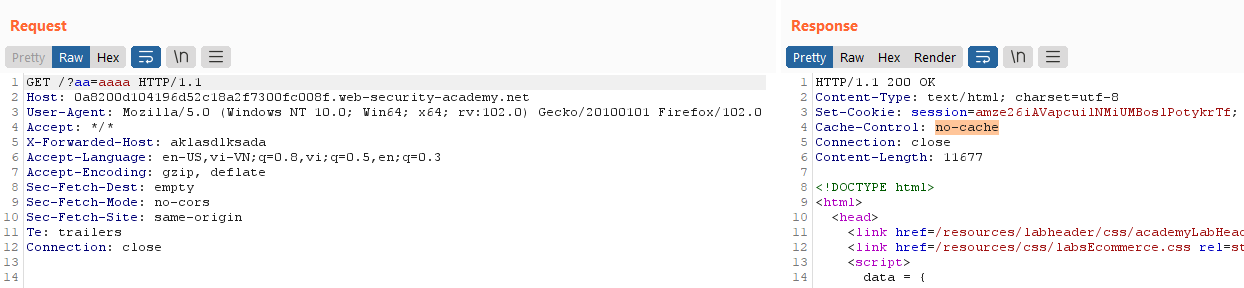 Request
Pretty Raw Hex \n
1 GET /?aa=aaaa HTTP/1.1
2 Host: 0a8200d104196d52c18a2f7300fc008f.web-security-academy.net
3 User-Agent: Mozilla/5.0 (Windows NT 10.0; Win64; x64; rv:102.0) Gecko/20100101 Firefox/102.0
4 Accept: */*
5 X-Forwarded-Host: aklasdlksada
6 Accept-Language: en-US,vi-VN;q=0.8,vi;q=0.5,en;q=0.3
7 Accept-Encoding: gzip, deflate
8 Sec-Fetch-Dest: empty
9 Sec-Fetch-Mode: no-cors
10 Sec-Fetch-Site: same-origin
11 Te: trailers
12 Connection: close
13
14
Response
Pretty Raw Hex Render \n
1 HTTP/1.1 200 OK
2 Content-Type: text/html; charset=utf-8
3 Set-Cookie: session=amze26iAVapcuilNMiUMBoslPotykrTf;
4 Cache-Control: no-cache
5 Connection: close
6 Content-Length: 11677
7
8 <!DOCTYPE html>
9 <html>
10 <head>
11 <link href=/resources/labheader/css/academyLabHead
12 <link href=/resources/css/labsEcommerce.css rel=st
13 <script>
14 data = {